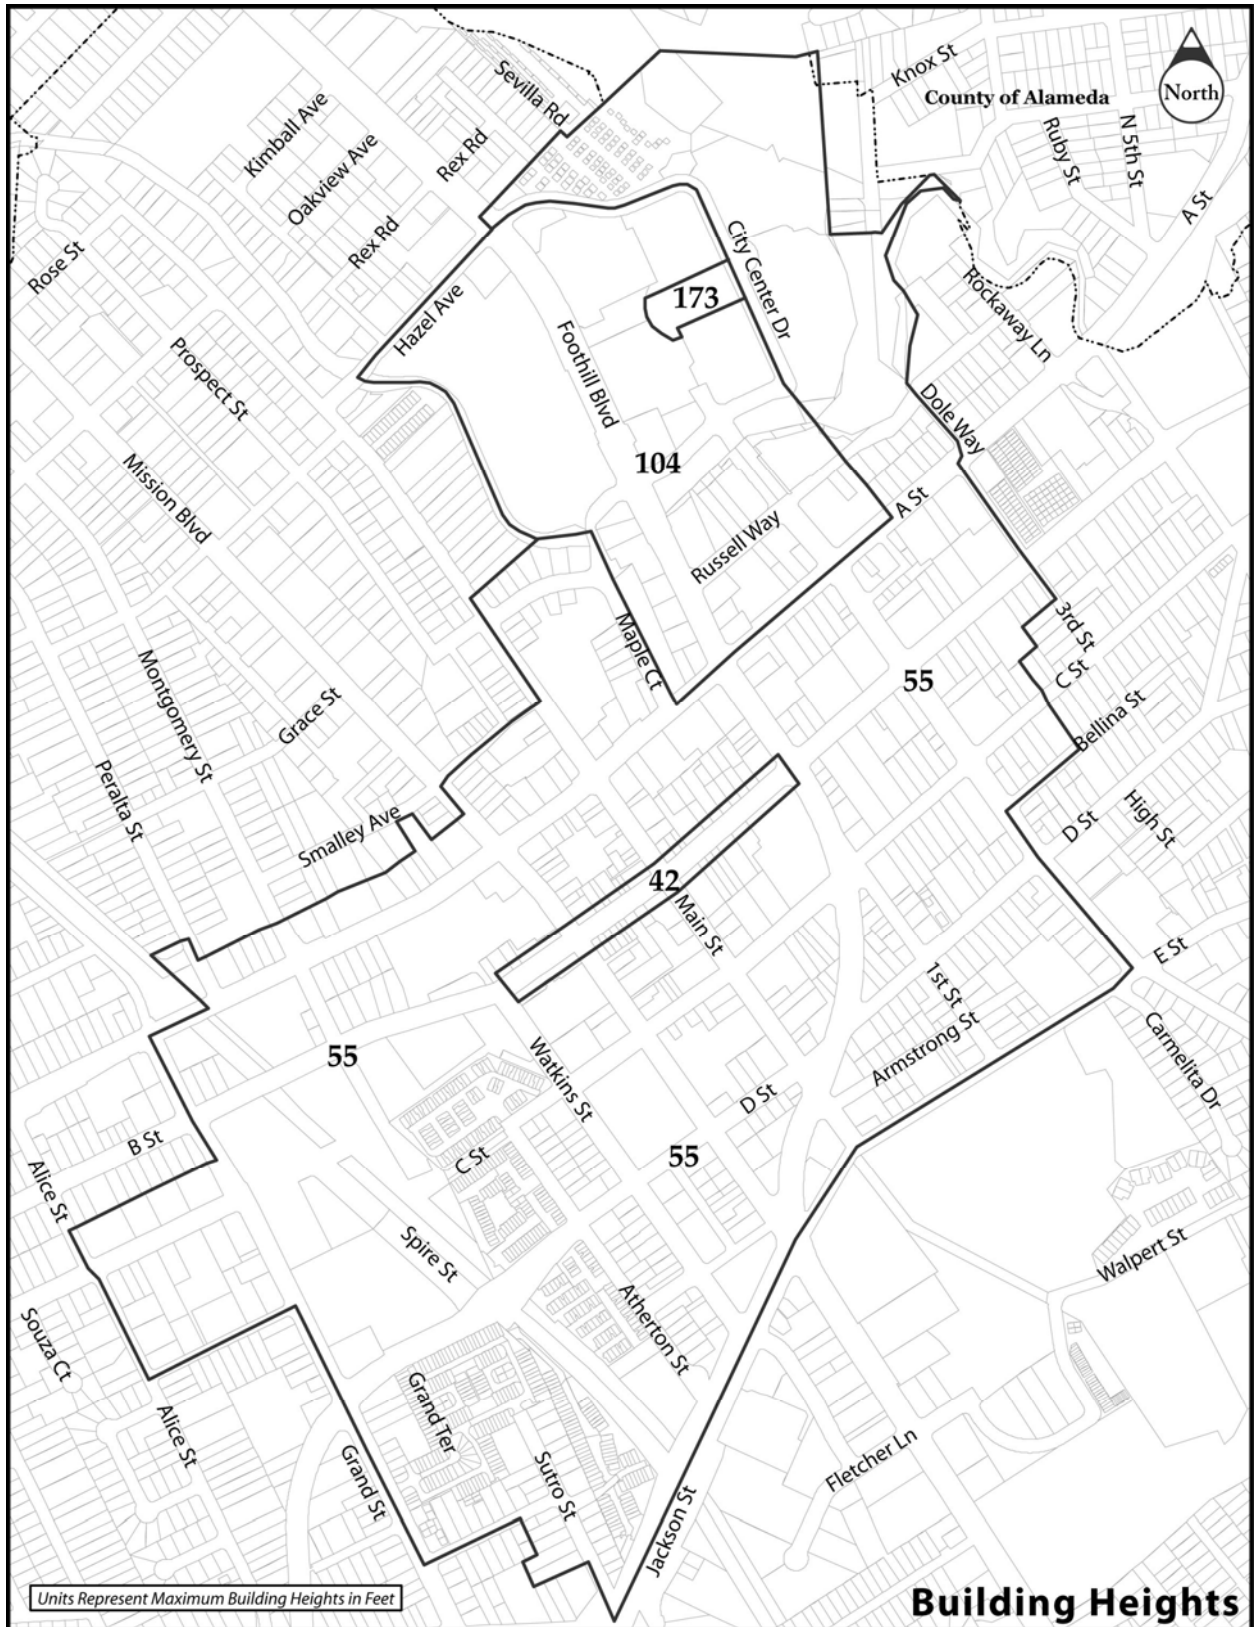 Knox St
County of Alameda
North
Sevilla Rd
Kimball Ave
Oakview Ave
Rex Rd
Ruby St
N 5th St
A St
Rex Rd
Rose St
City Center Dr
173
Hazel Ave
Rockaway Ln
Foothill Blvd
Prospect St
Dole Way
104
Mission Blvd
A St
Russell Way
Maple Ct
3rd St
C St
55
Montgomery St
Grace St
Bellina St
Peralta St
Smalley Ave
D St
High St
42
Main St
E St
1st St
Armstrong St
Carmelita Dr
55
Watkins St
D St
B St
C St
55
Alice St
Spire St
Walpert St
Atherton St
Souza Ct
Grand Ter
Alice St
Grand St
Sutro St
Fletcher Ln
Jackson St
Units Represent Maximum Building Heights in Feet
Building Heights